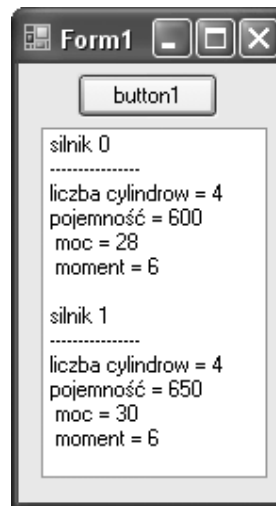 Form1
button1
silnik 0
----------------
liczba cylindrow = 4
pojemność = 600
moc = 28
moment = 6
silnik 1
----------------
liczba cylindrow = 4
pojemność = 650
moc = 30
moment = 6